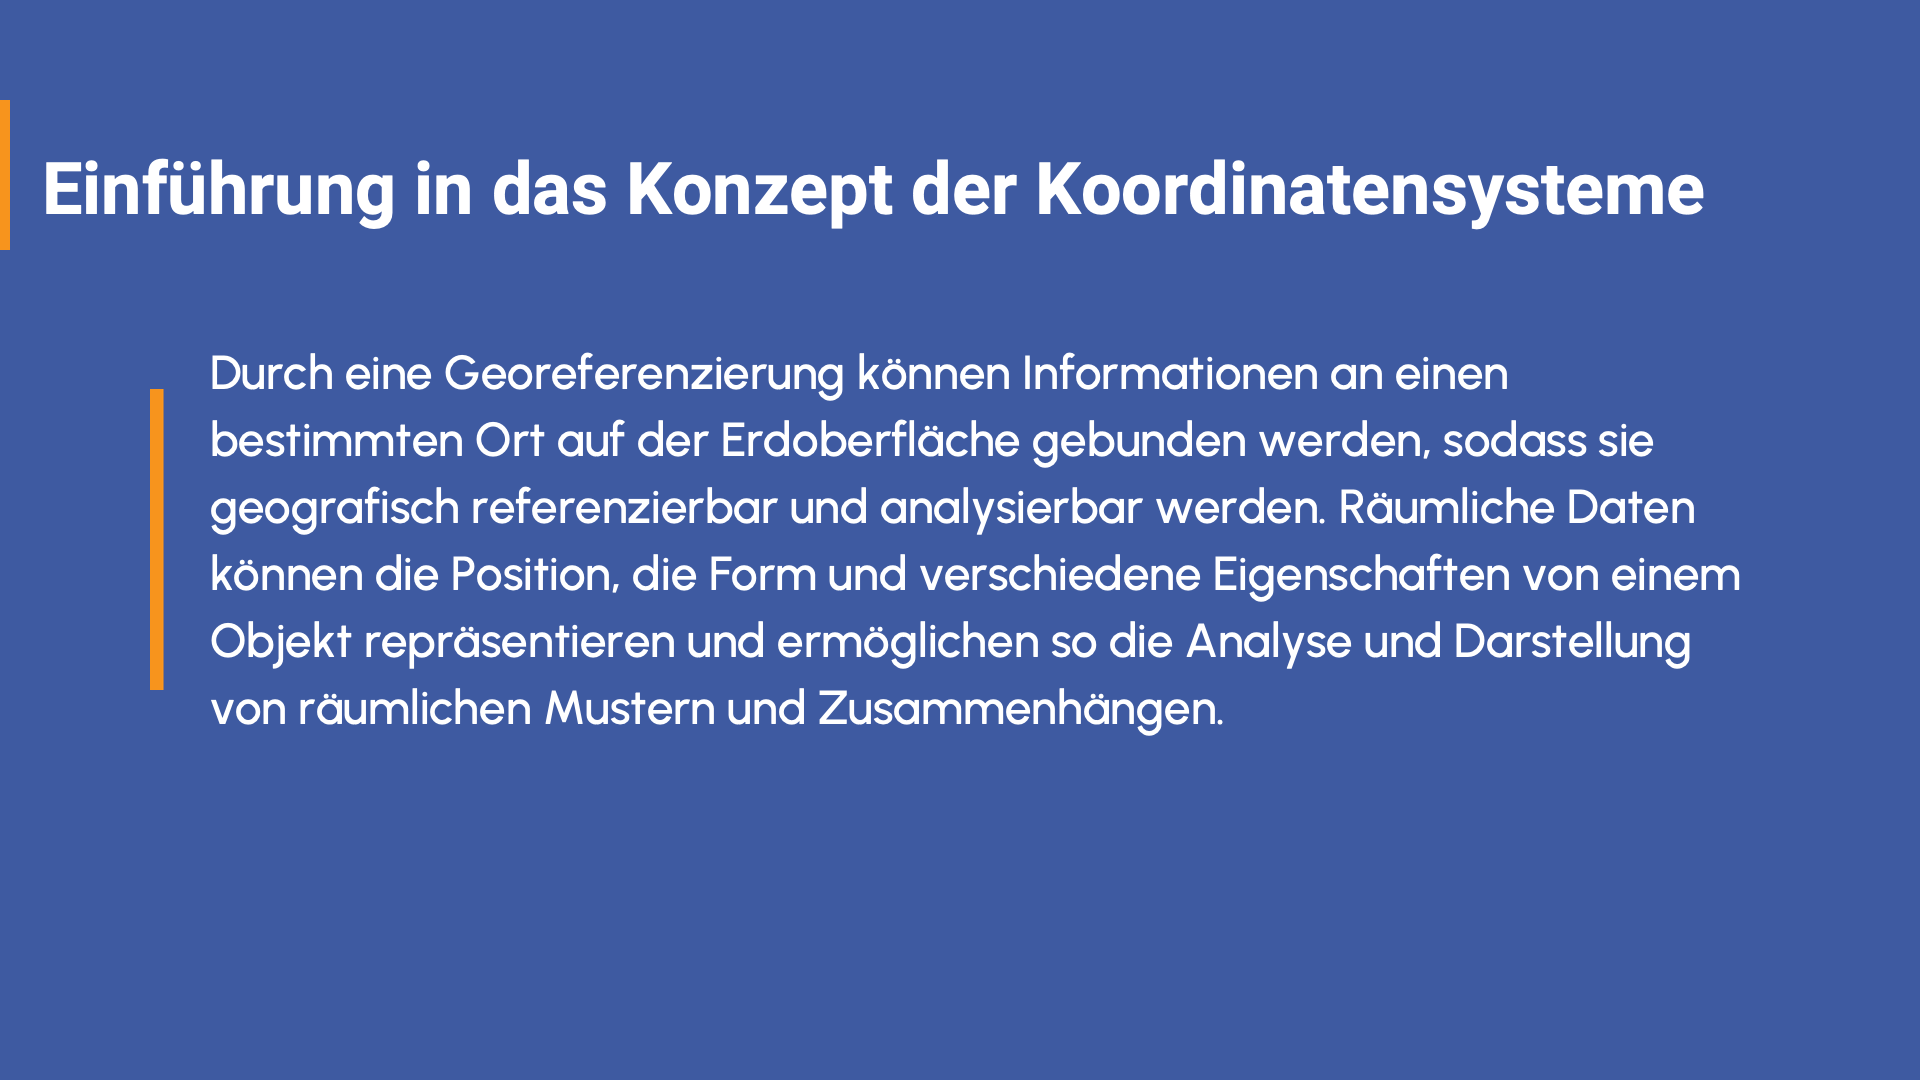 Einführung in das Konzept der Koordinatensysteme
Durch eine Georeferenzierung können Informationen an einen
bestimmten Ort auf der Erdoberfläche gebunden werden, sodass sie
geografisch referenzierbar und analysierbar werden. Räumliche Daten
können die Position, die Form und verschiedene Eigenschaften von einem
Objekt repräsentieren und ermöglichen so die Analyse und Darstellung
von räumlichen Mustern und Zusammenhängen.